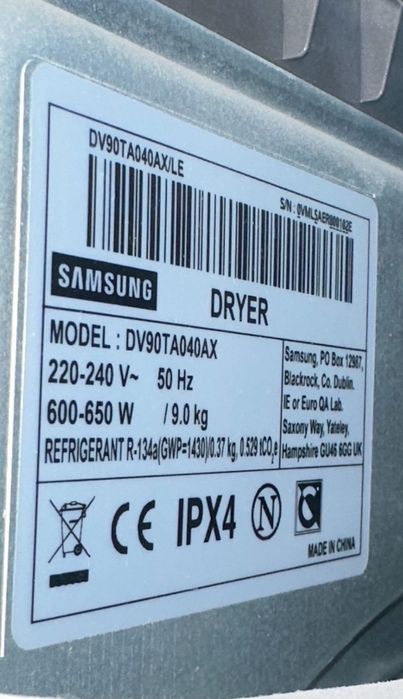 DV90TA040AX/LE
S/N : 0VMLSAER800182E
SAMSUNG
DRYER
MODEL : DV90TA040AX
220-240 V~ 50 Hz
600-650 W / 9.0 kg
REFRIGERANT R-134a(GWP=1430)/0.37 kg, 0.529 tCO₂e
Samsung, PO Box 12987,
Blackrock, Co. Dublin.
IE or Euro QA Lab.
Saxony Way, Yateley,
Hampshire GU46 6GG UK
CE IPX4 N C
MADE IN CHINA